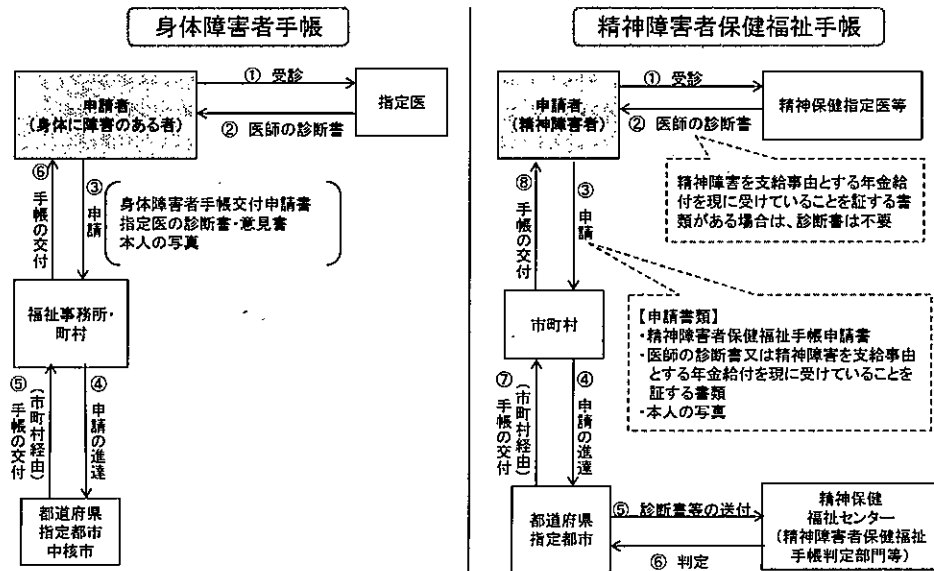 身体障害者手帳
① 受診
申請者
(身体に障害のある者)
指定医
② 医師の診断書
⑥ 手帳の交付
③ 申請
身体障害者手帳交付申請書
指定医の診断書・意見書
本人の写真
福祉事務所・
町村
⑤ 手帳の交付
(市町村経由)
④ 申請の進達
都道府県
指定都市
中核市
精神障害者保健福祉手帳
① 受診
申請者
(精神障害者)
精神保健指定医等
② 医師の診断書
精神障害を支給事由とする年金給
付を現に受けていることを証する書
類がある場合は、診断書は不要
⑧ 手帳の交付
③ 申請
市町村
【申請書類】
・精神障害者保健福祉手帳申請書
・医師の診断書又は精神障害を支給事由
とする年金給付を現に受けていることを
証する書類
・本人の写真
⑦ 手帳の交付
(市町村経由)
④ 申請の進達
都道府県
指定都市
⑤ 診断書等の送付
⑥ 判定
精神保健
福祉センター
(精神障害者保健福祉
手帳判定部門等)